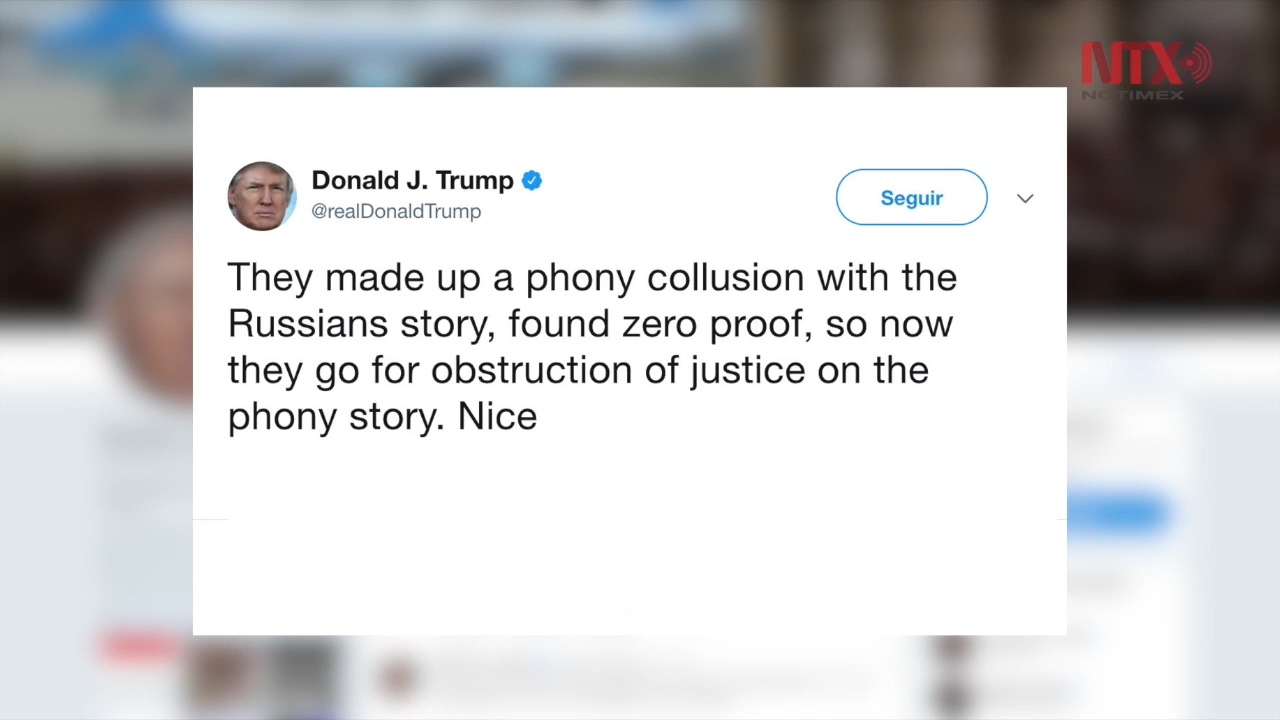 NTX
NOTIMEX
Donald J. Trump
@realDonaldTrump
Seguir
They made up a phony collusion with the
Russians story, found zero proof, so now
they go for obstruction of justice on the
phony story. Nice